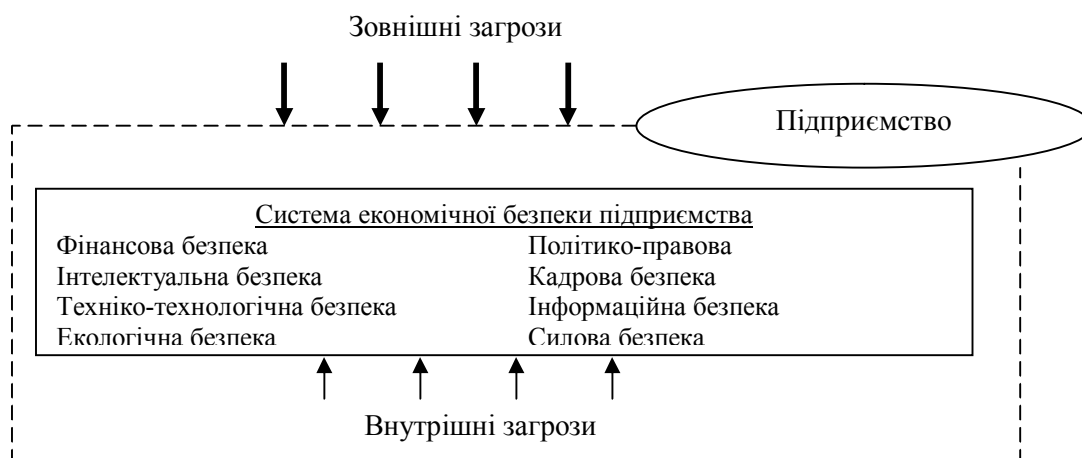 Зовнішні загрози
Підприємство
Система економічної безпеки підприємства
Фінансова безпека
Політико-правова
Інтелектуальна безпека
Кадрова безпека
Техніко-технологічна безпека
Інформаційна безпека
Екологічна безпека
Силова безпека
Внутрішні загрози